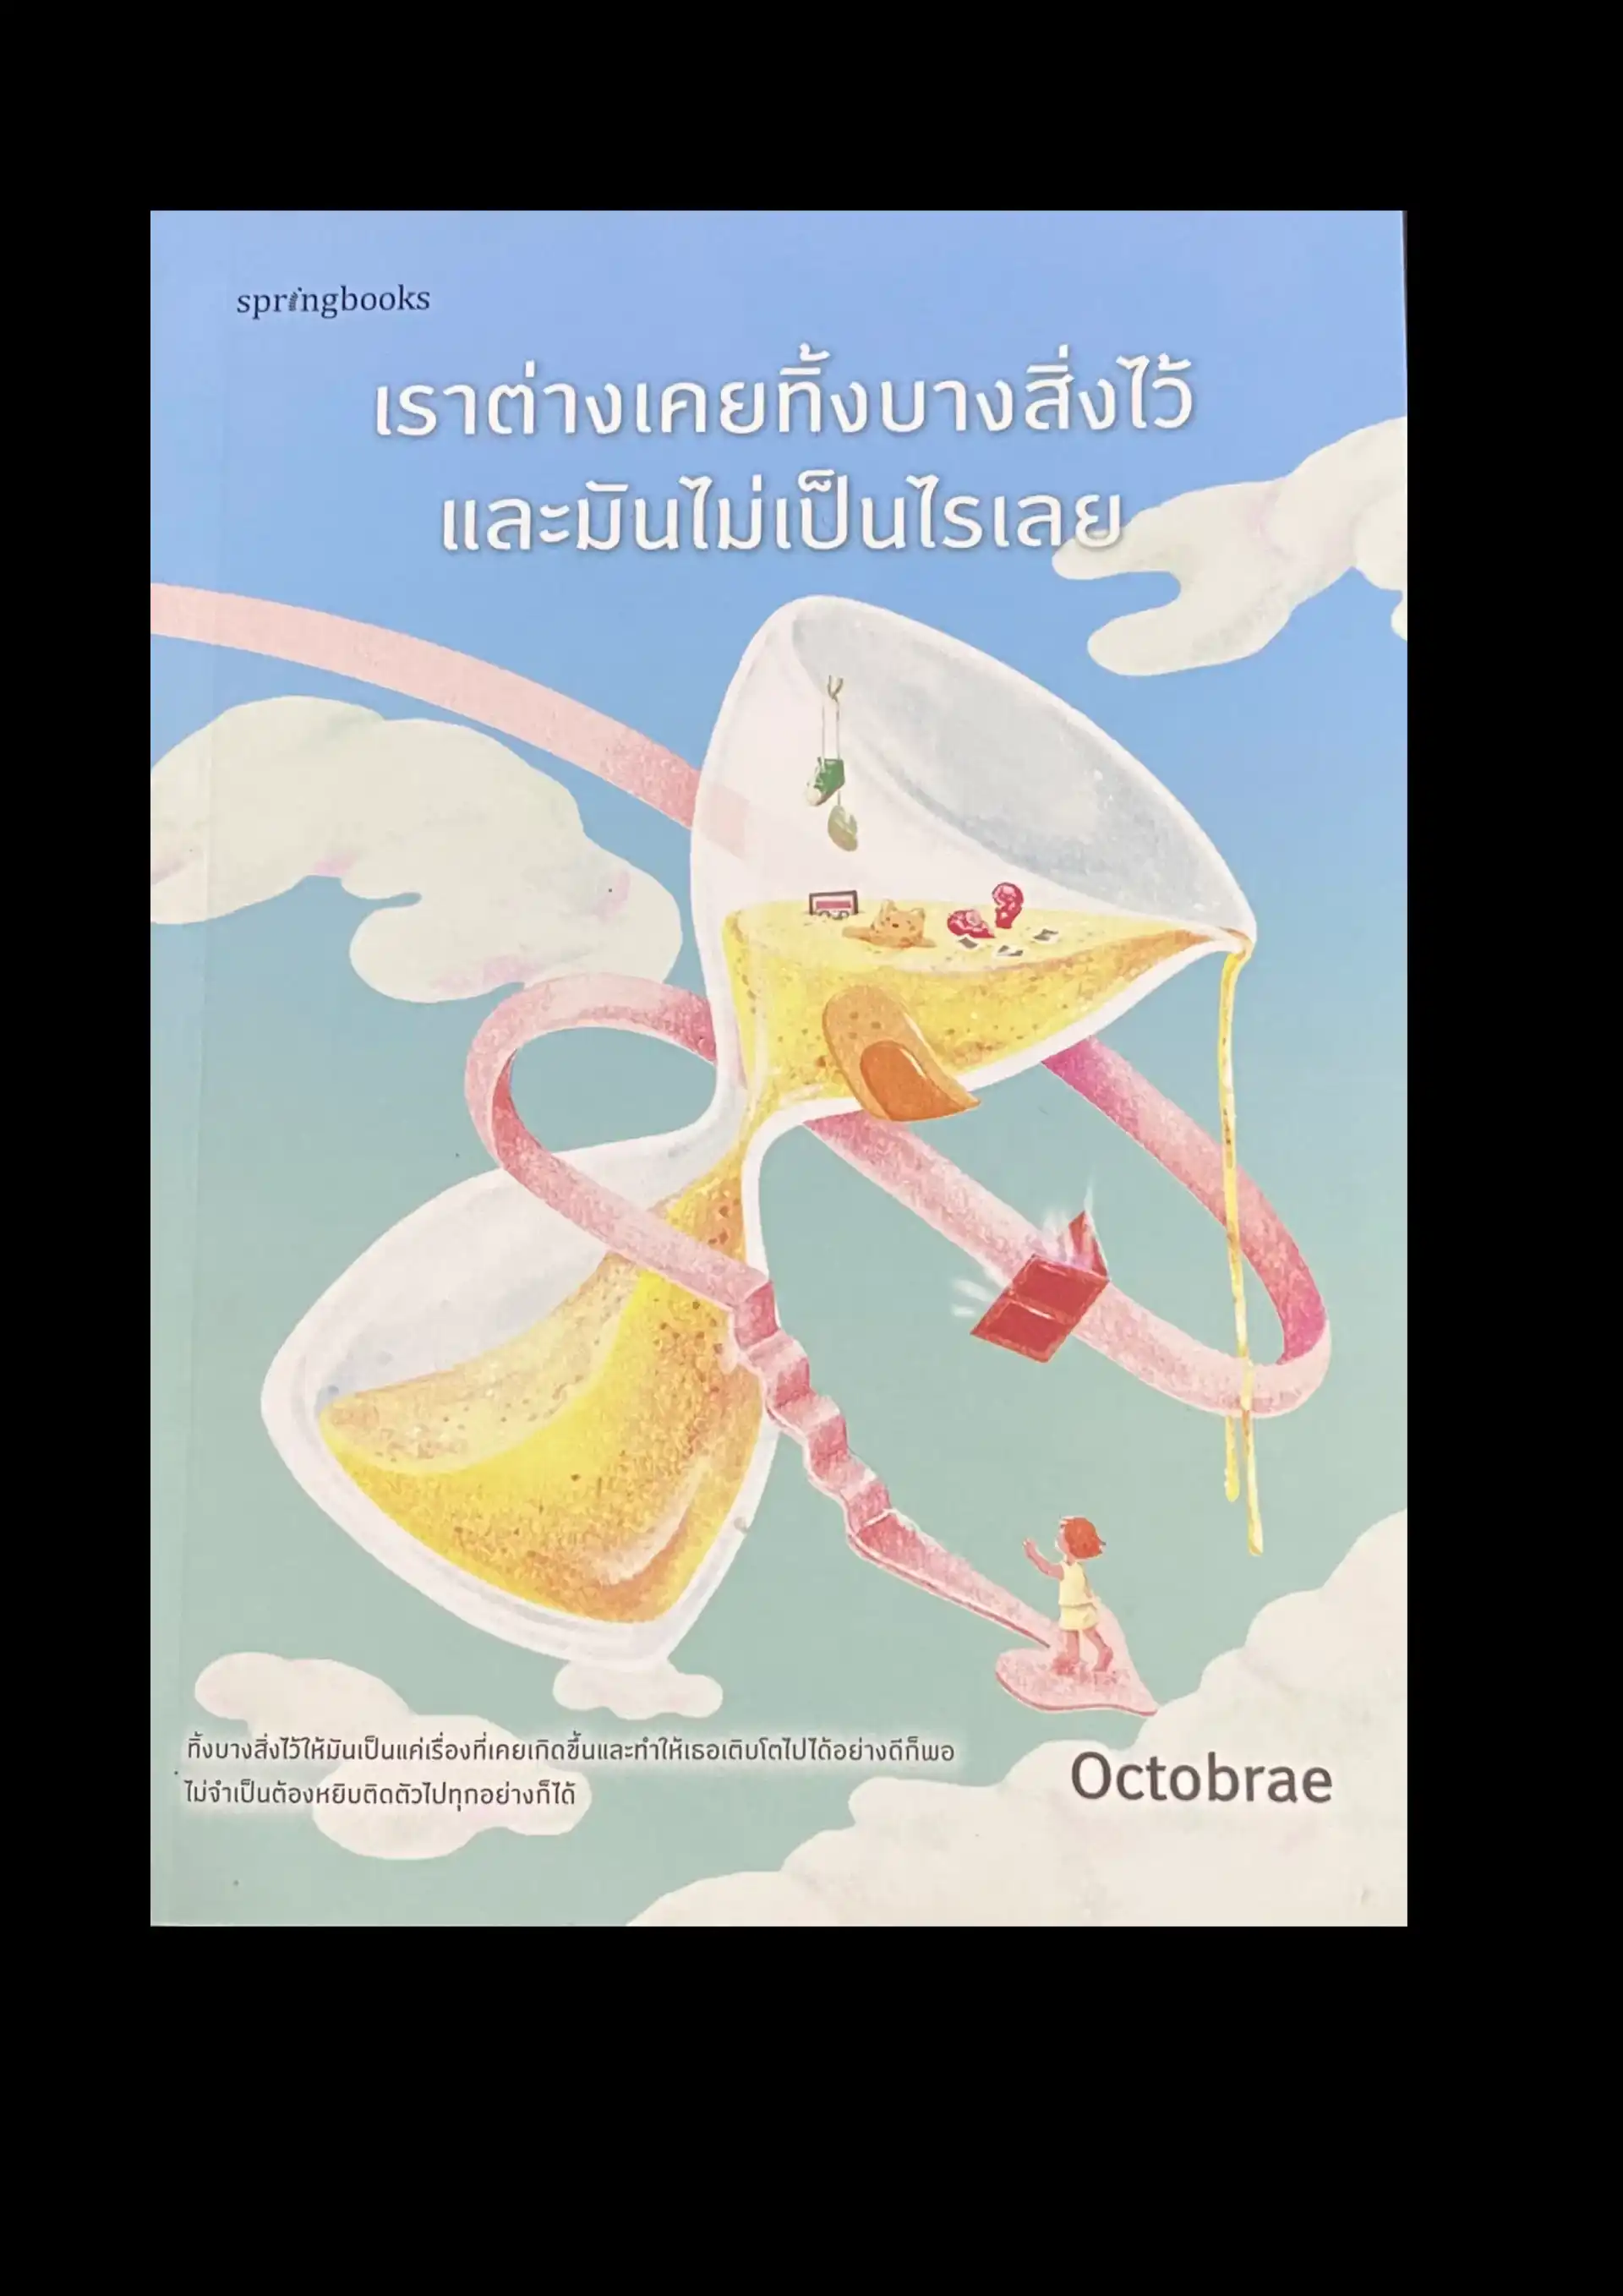 springbooks
เราต่างเคยทิ้งบางสิ่งไว้
และมันไม่เป็นไรเลย
ทิ้งบางสิ่งไว้ให้มันเป็นแค่เรื่องที่เคยเกิดขึ้นและทำให้เธอเติบโตไปได้อย่างดีก็พอ
ไม่จำเป็นต้องหยิบติดตัวไปทุกอย่างก็ได้
Octobrae